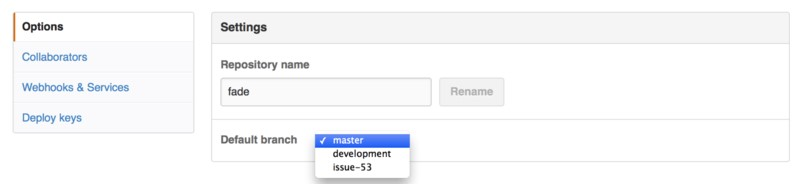 Options
Collaborators
Webhooks & Services
Deploy keys
Settings
Repository name
fade
Rename
Default branch
✓ master
development
issue-53